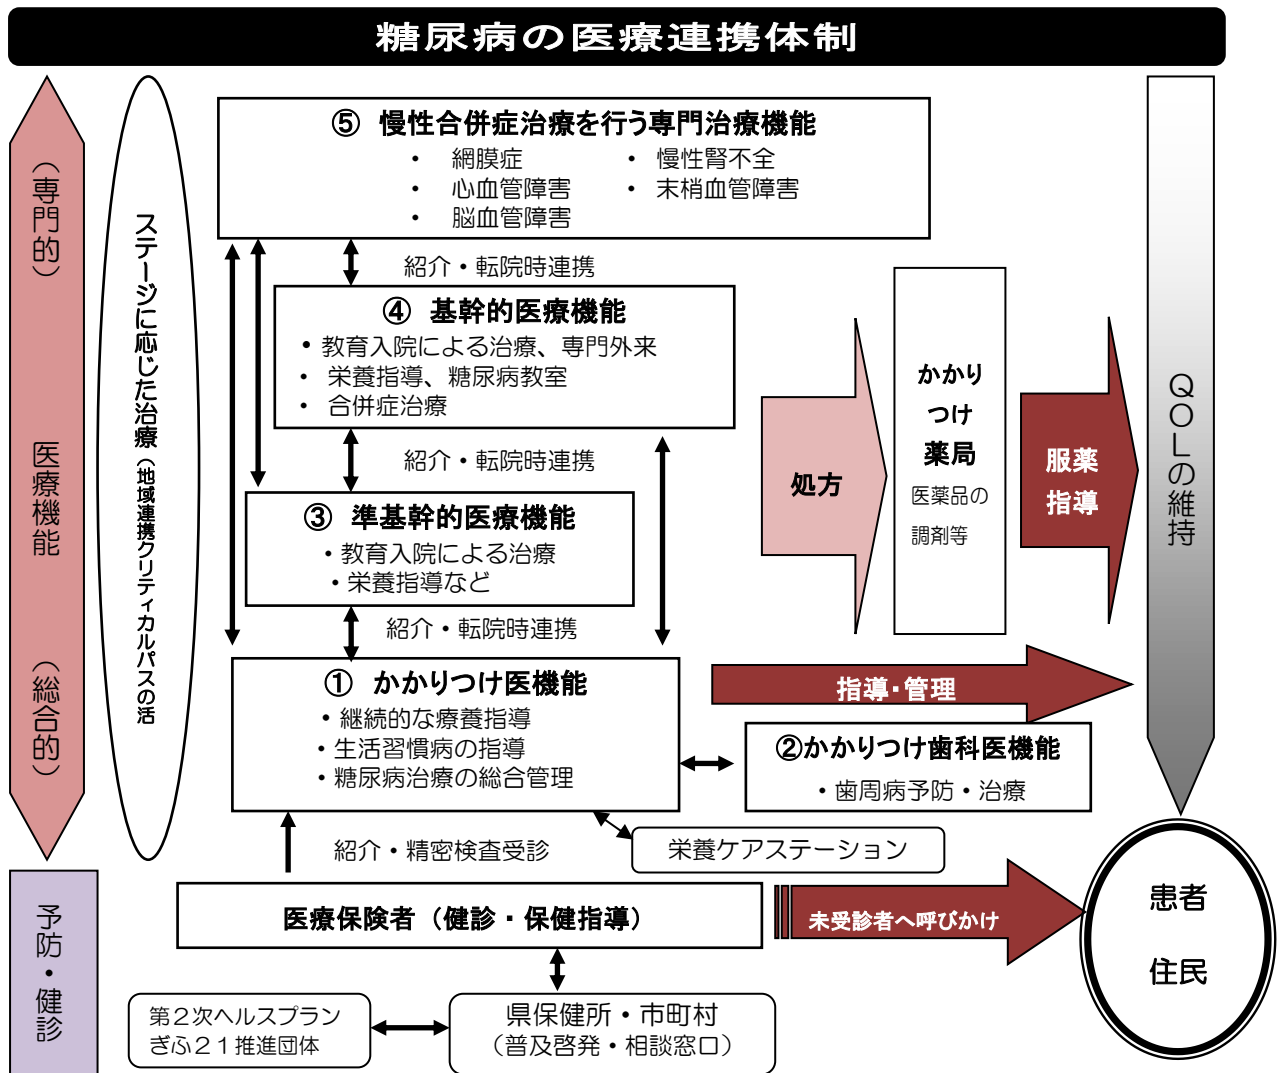 糖尿病の医療連携体制
(専門的)
医療機能
(総合的)
予防・健診
ステージに応じた治療(地域連携クリティカルパスの活
⑤ 慢性合併症治療を行う専門治療機能
・ 網膜症 ・ 慢性腎不全
・ 心血管障害 ・ 末梢血管障害
・ 脳血管障害
紹介・転院時連携
④ 基幹的医療機能
・教育入院による治療、専門外来
・ 栄養指導、糖尿病教室
・ 合併症治療
紹介・転院時連携
③ 準基幹的医療機能
・教育入院による治療
・栄養指導など
紹介・転院時連携
① かかりつけ医機能
・継続的な療養指導
・生活習慣病の指導
・糖尿病治療の総合管理
処方
かかり
つけ
薬局
医薬品の
調剤等
服薬
指導
QOLの維持
指導・管理
②かかりつけ歯科医機能
・歯周病予防・治療
紹介・精密検査受診
栄養ケアステーション
医療保険者(健診・保健指導)
未受診者へ呼びかけ
患者
住民
第2次ヘルスプラン
ぎふ21推進団体
県保健所・市町村
(普及啓発・相談窓口)